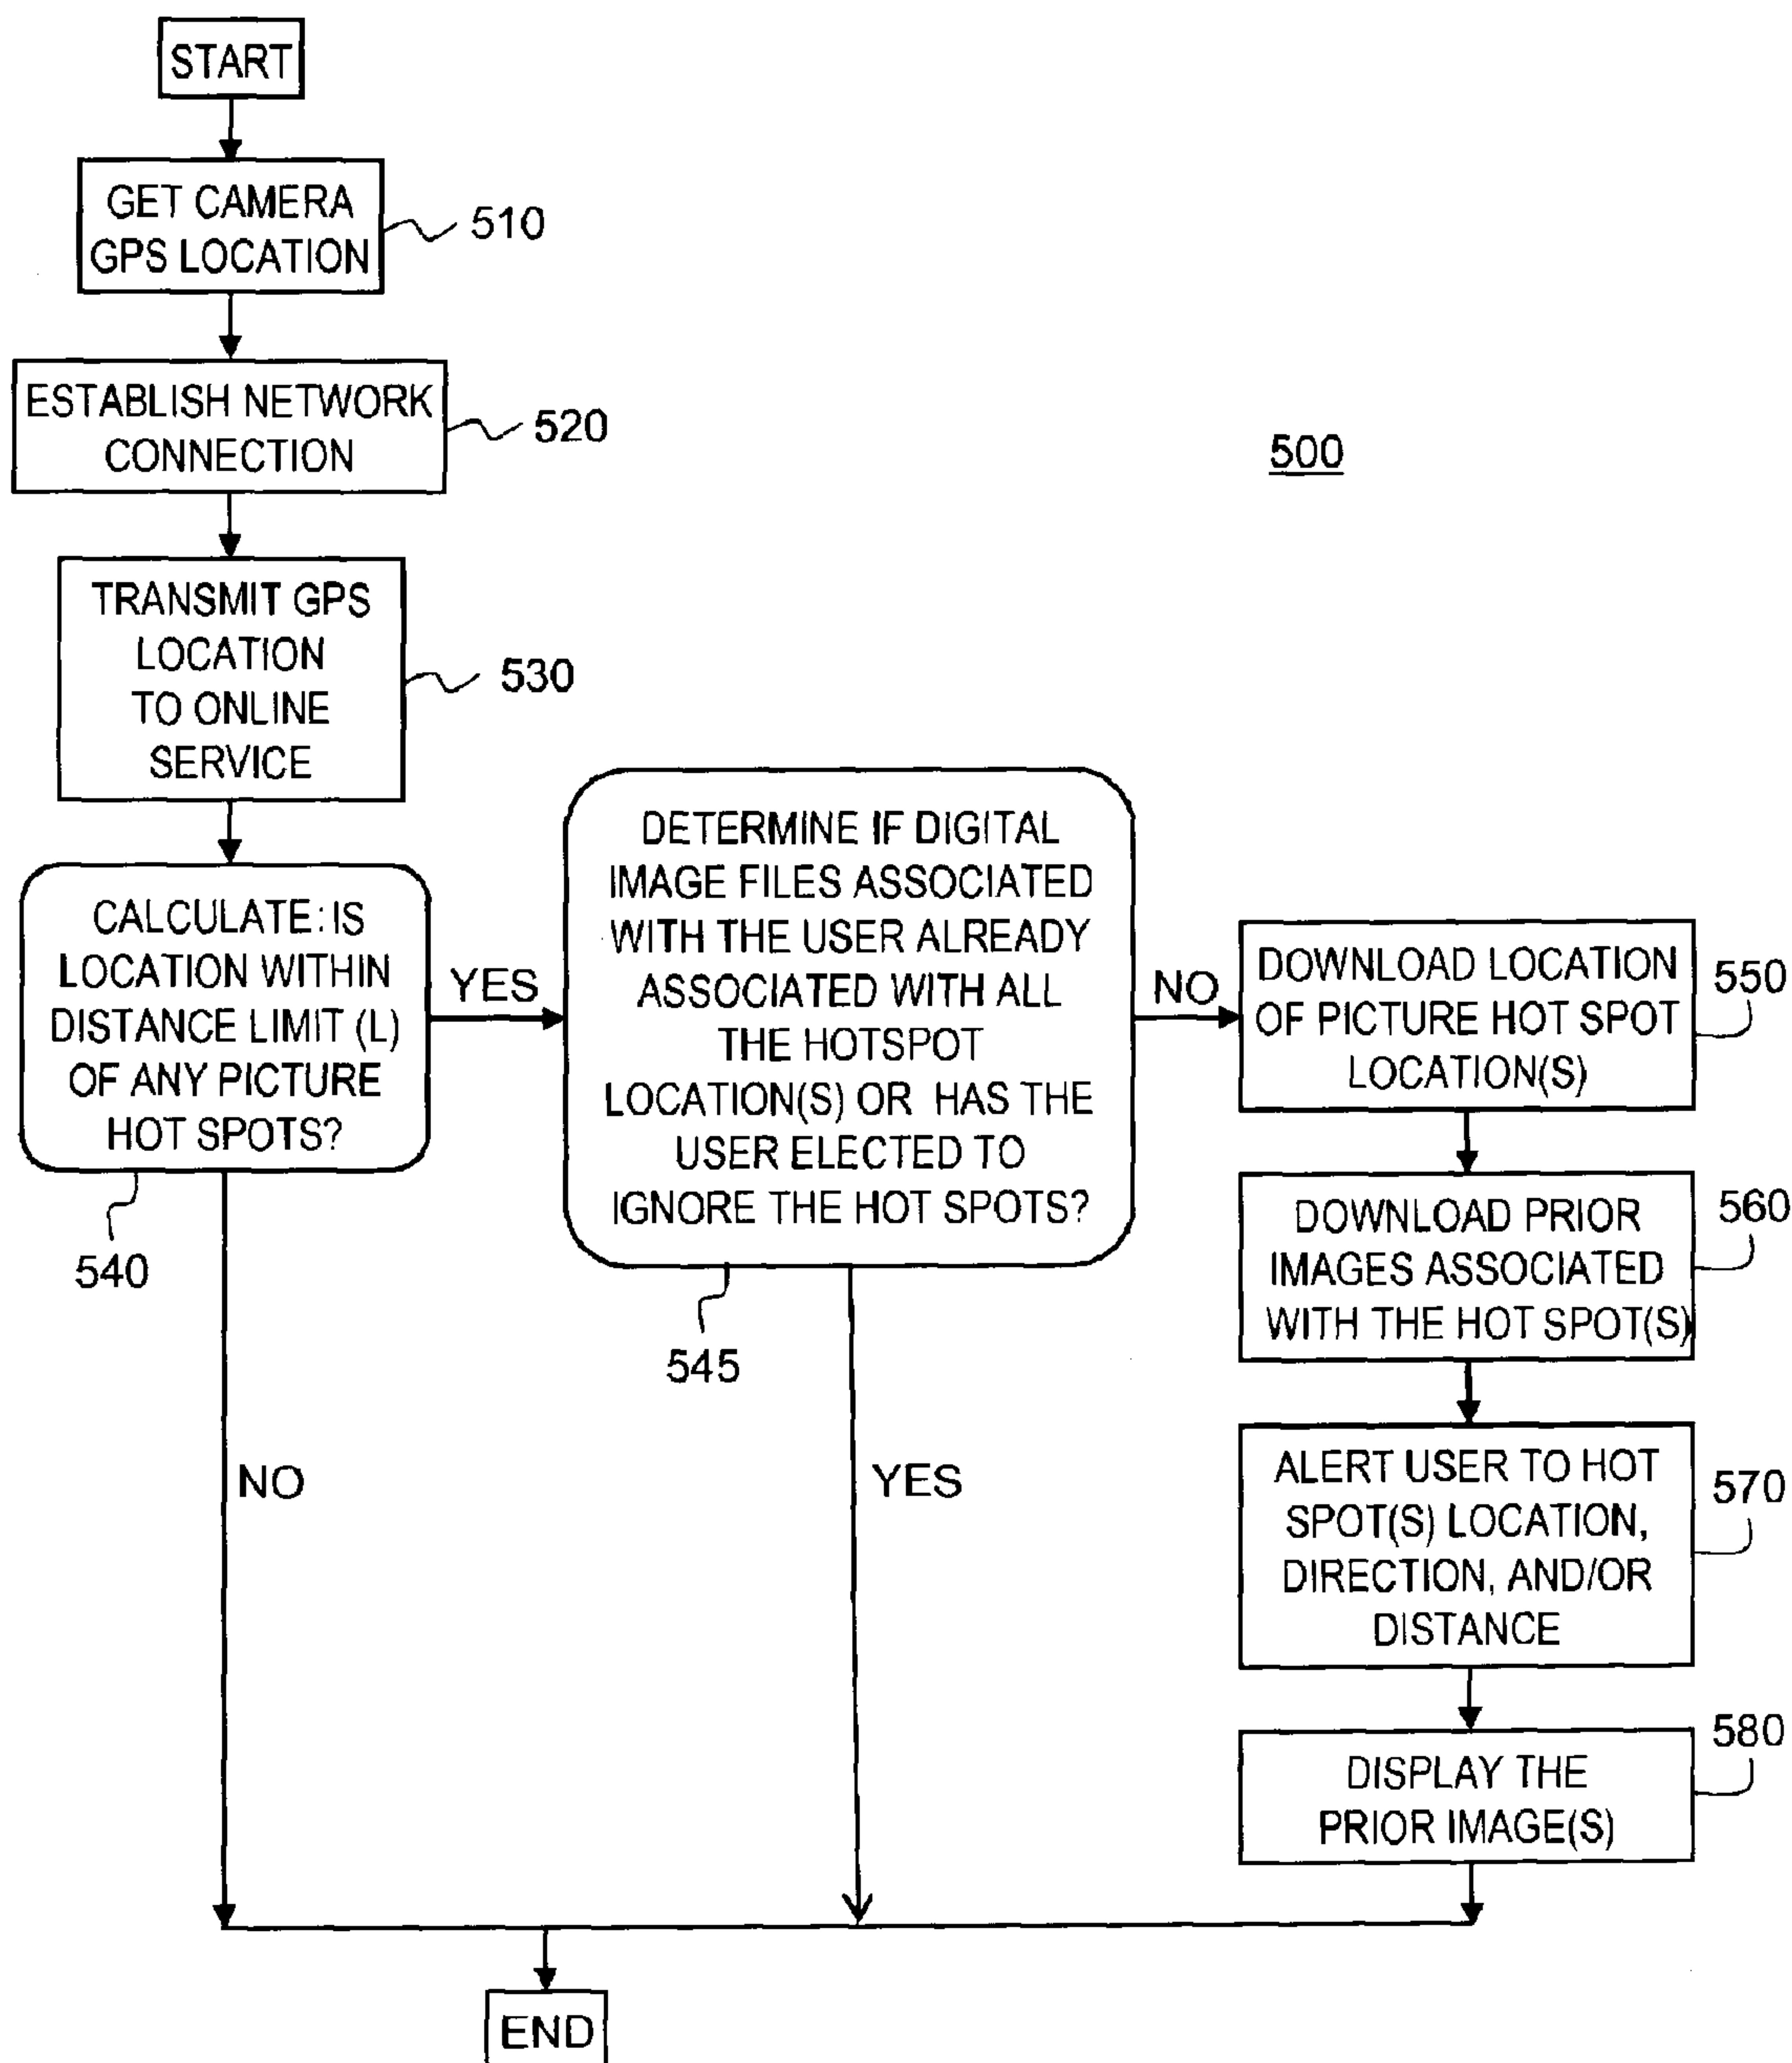 START
GET CAMERA
GPS LOCATION
510
ESTABLISH NETWORK
CONNECTION
520
500
TRANSMIT GPS
LOCATION
TO ONLINE
SERVICE
530
CALCULATE: IS
LOCATION WITHIN
DISTANCE LIMIT (L)
OF ANY PICTURE
HOT SPOTS?
540
YES
NO
DETERMINE IF DIGITAL
IMAGE FILES ASSOCIATED
WITH THE USER ALREADY
ASSOCIATED WITH ALL
THE HOTSPOT
LOCATION(S) OR HAS THE
USER ELECTED TO
IGNORE THE HOT SPOTS?
545
NO
YES
DOWNLOAD LOCATION
OF PICTURE HOT SPOT
LOCATION(S)
550
DOWNLOAD PRIOR
IMAGES ASSOCIATED
WITH THE HOT SPOT(S)
560
ALERT USER TO HOT
SPOT(S) LOCATION,
DIRECTION, AND/OR
DISTANCE
570
DISPLAY THE
PRIOR IMAGE(S)
580
END